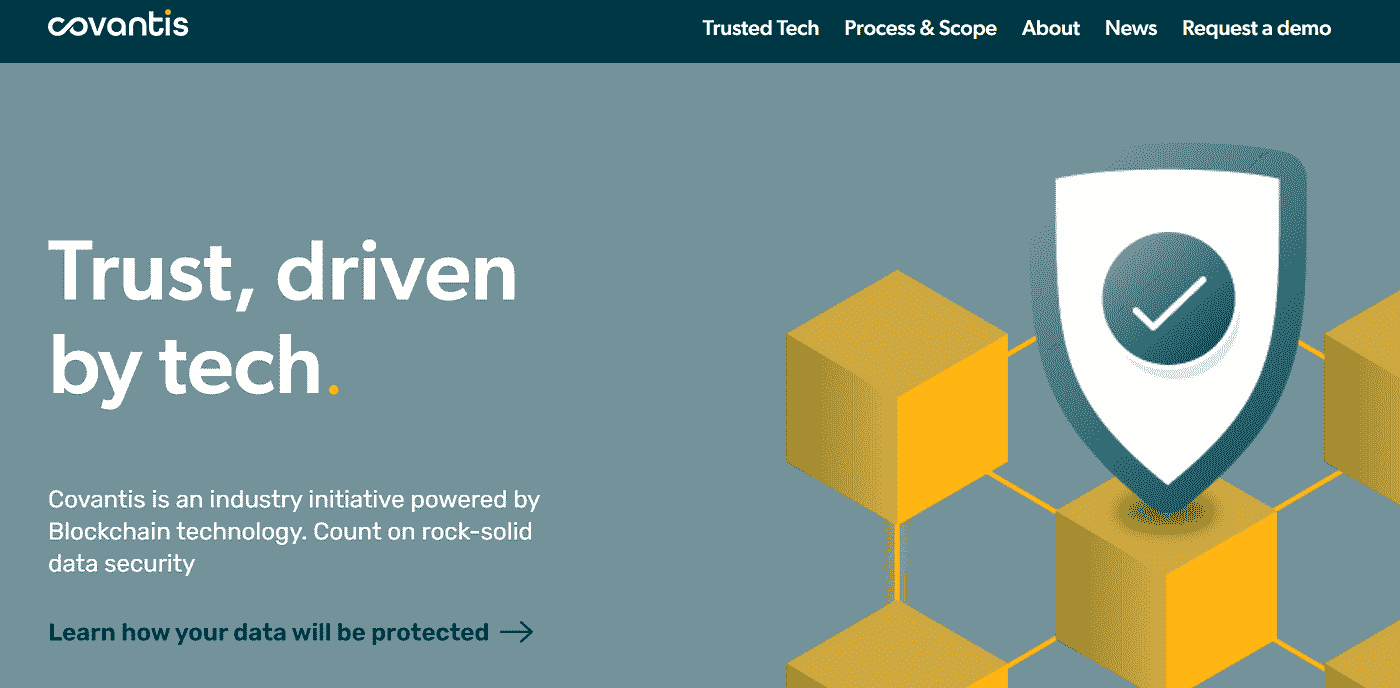 covantis
Trusted Tech
Process & Scope
About
News
Request a demo
Trust, driven
by tech.
Covantis is an industry initiative powered by
Blockchain technology. Count on rock-solid
data security
Learn how your data will be protected